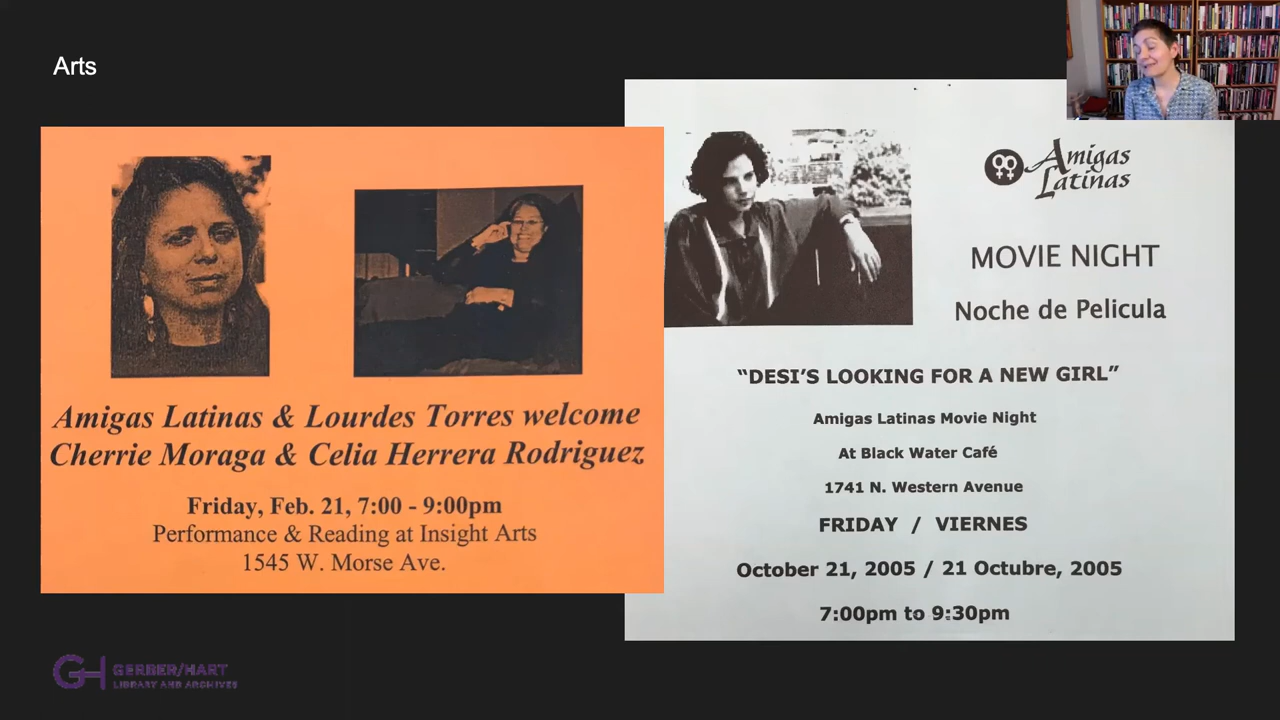 Arts
Amigas Latinas & Lourdes Torres welcome
Cherrie Moraga & Celia Herrera Rodriguez
Friday, Feb. 21, 7:00 - 9:00pm
Performance & Reading at Insight Arts
1545 W. Morse Ave.
Amigas
Latinas
MOVIE NIGHT
Noche de Pelicula
“DESI’S LOOKING FOR A NEW GIRL”
Amigas Latinas Movie Night
At Black Water Café
1741 N. Western Avenue
FRIDAY / VIERNES
October 21, 2005 / 21 Octubre, 2005
7:00pm to 9:30pm
GH GERBER/HART
LIBRARY AND ARCHIVES